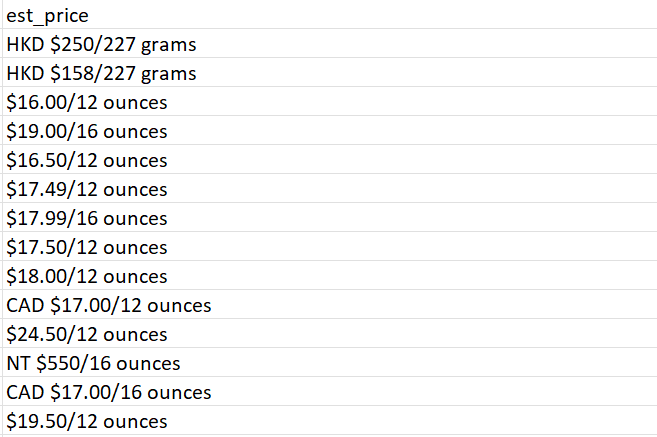 est_price
HKD $250/227 grams
HKD $158/227 grams
$16.00/12 ounces
$19.00/16 ounces
$16.50/12 ounces
$17.49/12 ounces
$17.99/16 ounces
$17.50/12 ounces
$18.00/12 ounces
CAD $17.00/12 ounces
$24.50/12 ounces
NT $550/16 ounces
CAD $17.00/16 ounces
$19.50/12 ounces